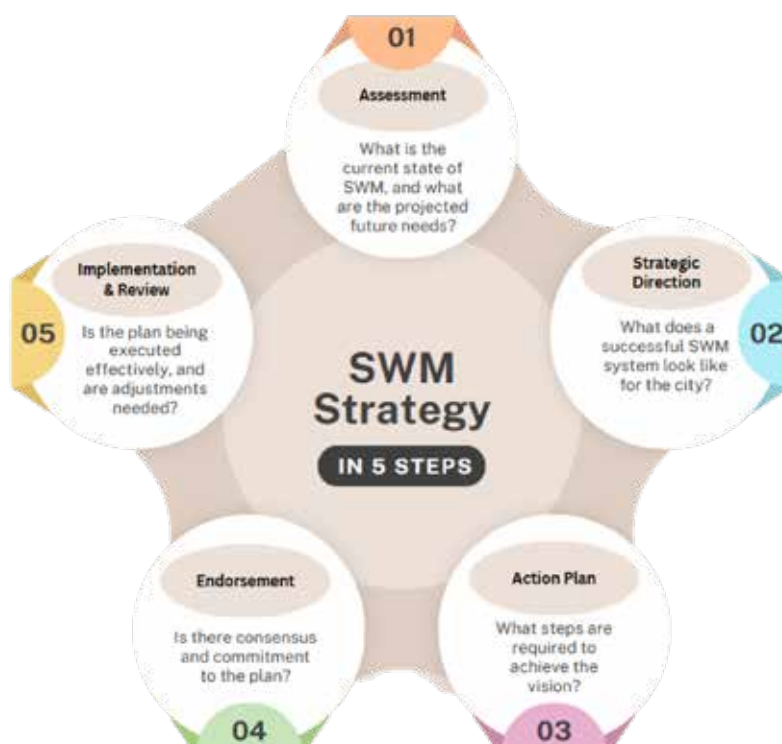 01
Assessment
What is the
current state of
SWM, and what
are the projected
future needs?
02
Strategic
Direction
What does a
successful SWM
system look like
for the city?
03
Action Plan
What steps are
required to
achieve the
vision?
04
Endorsement
Is there consensus
and commitment
to the plan?
05
Implementation
& Review
Is the plan being
executed
effectively, and
are adjustments
needed?
SWM
Strategy
IN 5 STEPS